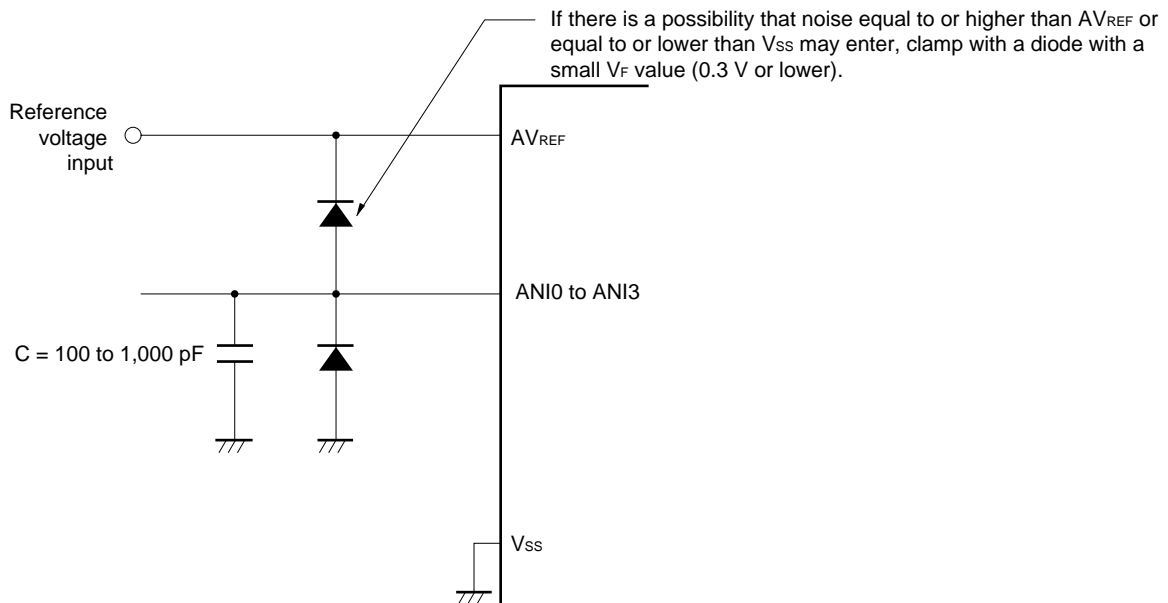 If there is a possibility that noise equal to or higher than AVREF or
equal to or lower than VSS may enter, clamp with a diode with a
small VF value (0.3 V or lower).
Reference
voltage
input
AVREF
ANI0 to ANI3
C = 100 to 1,000 pF
VSS